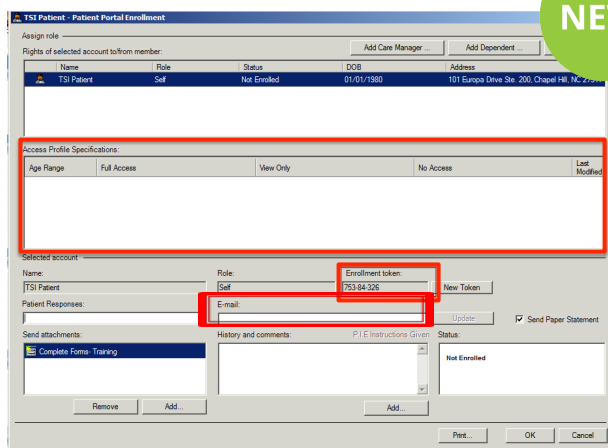 TSI Patient - Patient Portal Enrollment
NE
Assign role
Rights of selected account to/from member:
Add Care Manager ...
Add Dependent ...
Name Role Status DOB Address
TSI Patient Self Not Enrolled 01/01/1980 101 Europa Drive Ste. 200, Chapel Hill, NC
Access Profile Specifications:
Age Range Full Access View Only No Access Last Modified
Selected account
Name: Role: Enrollment token:
TSI Patient Self 753-84-326 New Token
Patient Responses: E-mail:
Update Send Paper Statement
Send attachments: History and comments: P.I.E Instructions Given Status:
Complete Forms- Training
Not Enrolled
Remove Add... Add...
Print... OK Cancel